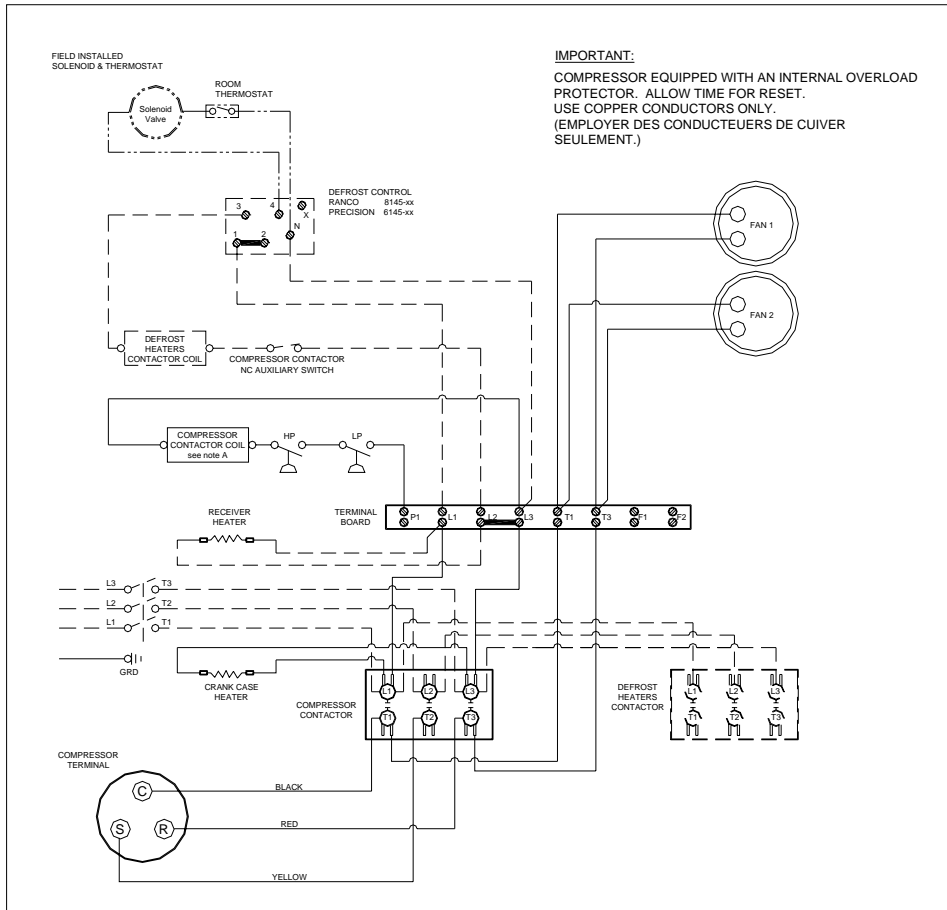 FIELD INSTALLED
SOLENOID & THERMOSTAT
IMPORTANT:
COMPRESSOR EQUIPPED WITH AN INTERNAL OVERLOAD
PROTECTOR. ALLOW TIME FOR RESET.
USE COPPER CONDUCTORS ONLY.
(EMPLOYER DES CONDUCTEUERS DE CUIVER
SEULEMENT.)
ROOM
THERMOSTAT
Solenoid
Valve
DEFROST CONTROL
RANCO 8145-xx
PRECISION 6145-xx
3
4
X
N
1
2
FAN 1
FAN 2
DEFROST
HEATERS
CONTACTOR COIL
COMPRESSOR CONTACTOR
NC AUXILIARY SWITCH
COMPRESSOR
CONTACTOR COIL
see note A
HP
LP
RECEIVER
HEATER
TERMINAL
BOARD
P1
L1
L2
L3
T1
T3
F1
F2
L3
T3
L2
T2
L1
T1
GRD
CRANK CASE
HEATER
COMPRESSOR
CONTACTOR
L1
L2
L3
T1
T2
T3
DEFROST
HEATERS
CONTACTOR
L1
L2
L3
T1
T2
T3
COMPRESSOR
TERMINAL
C
S
R
BLACK
RED
YELLOW